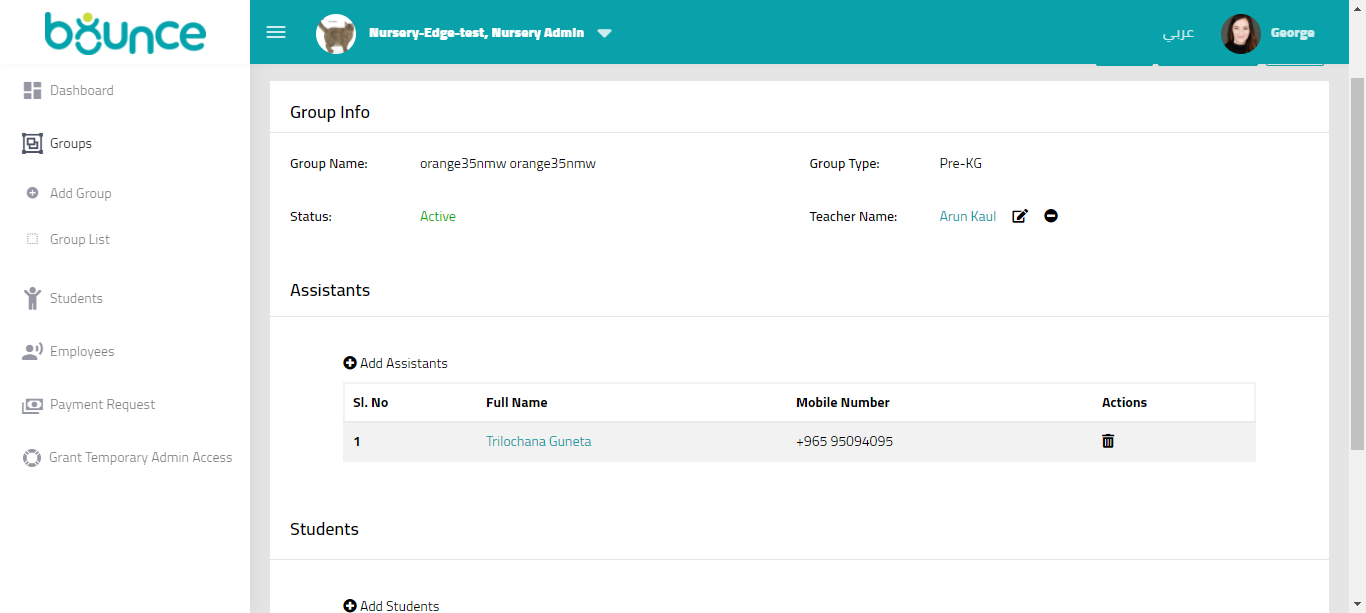 bounce
Nursery-Edge-test, Nursery Admin
عربي
George
Dashboard
Groups
Add Group
Group List
Students
Employees
Payment Request
Grant Temporary Admin Access
Group Info
Group Name: orange35nmw orange35nmw Group Type: Pre-KG
Status: Active Teacher Name: Arun Kaul
Assistants
Add Assistants
Sl. No Full Name Mobile Number Actions
1 Trilochana Guneta +965 95094095
Students
Add Students